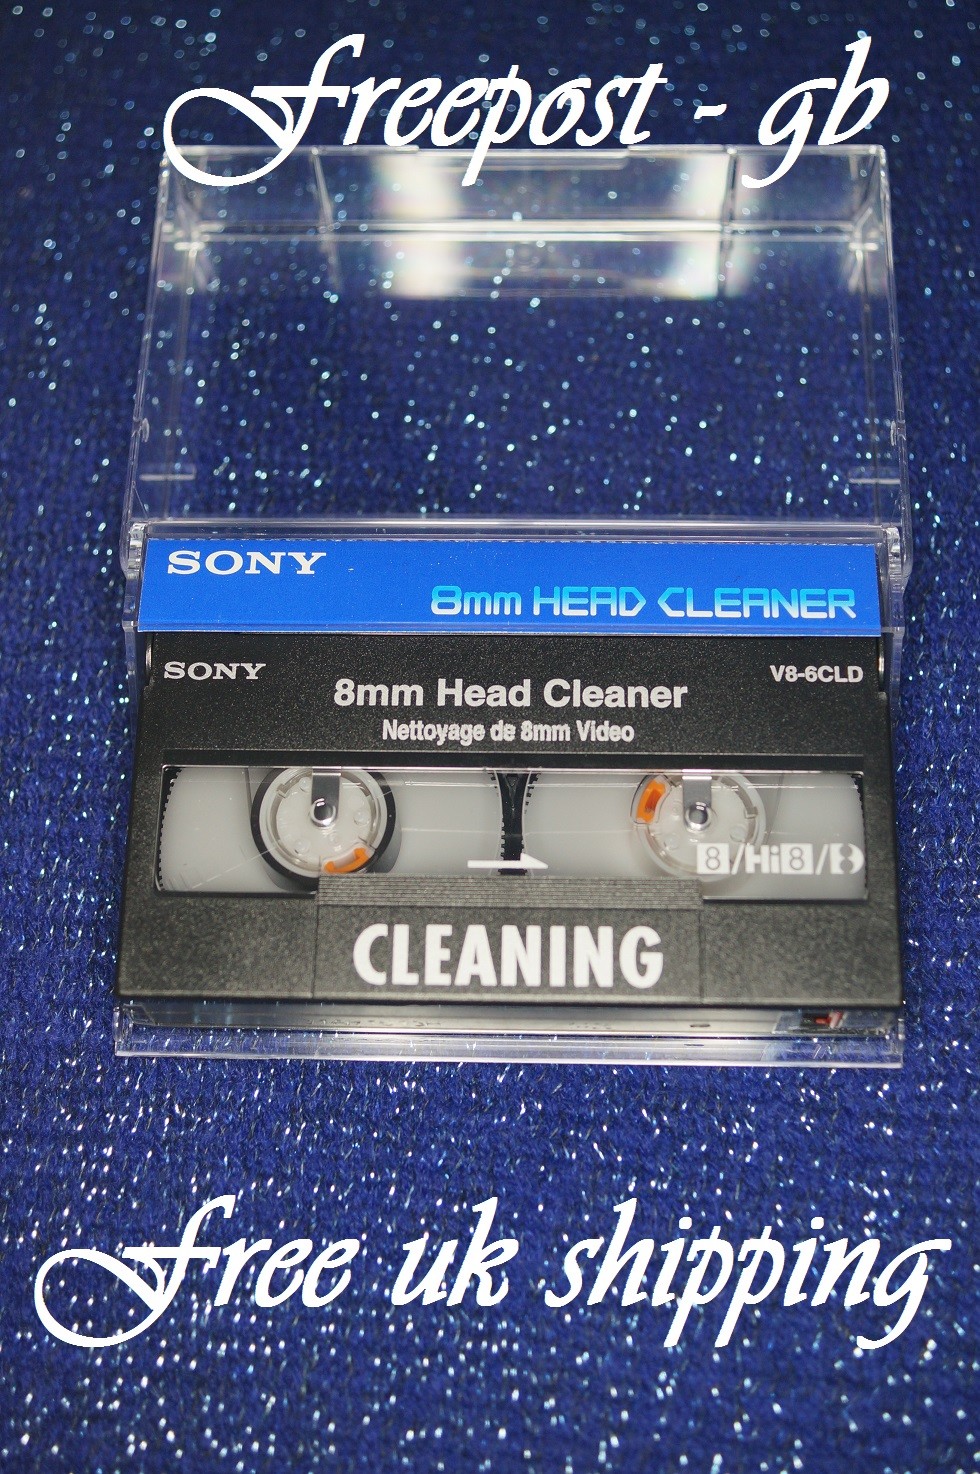 freepost - gb
SONY
8mm HEAD CLEANER
SONY
V8-6CLD
8mm Head Cleaner
Nettoyage de 8mm Video
8/Hi8/
CLEANING
free uk shipping